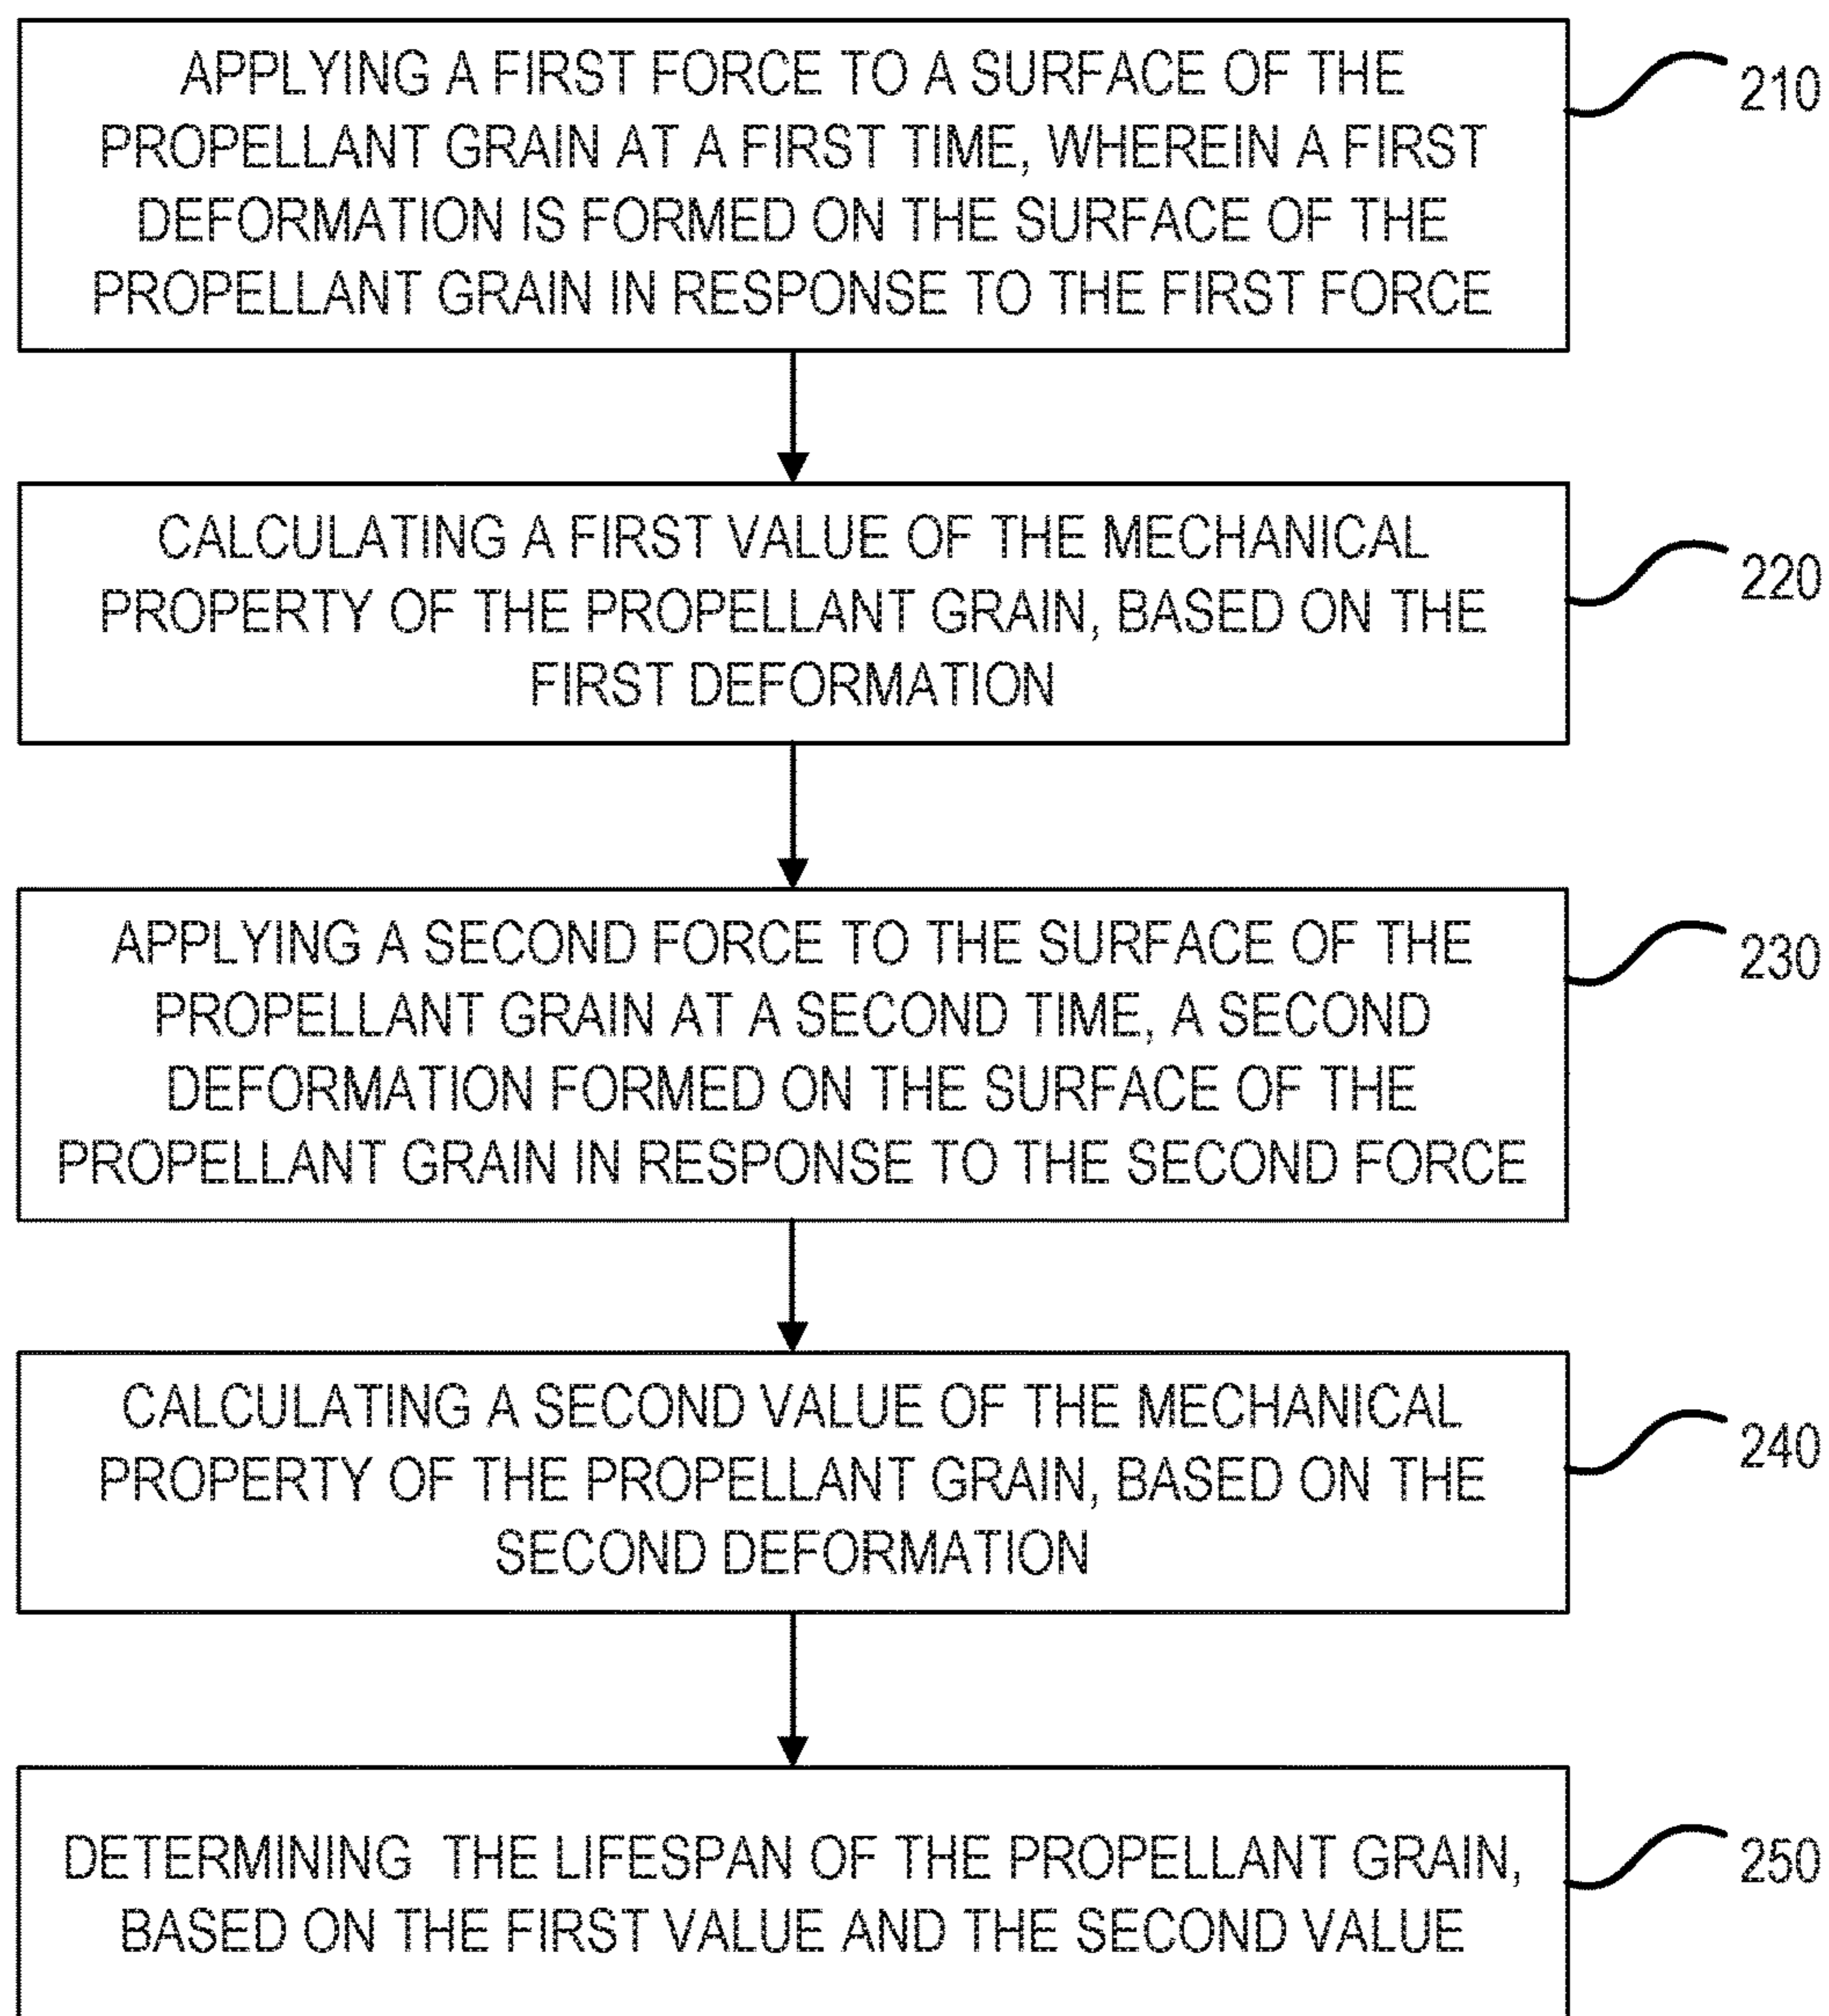 APPLYING A FIRST FORCE TO A SURFACE OF THE
PROPELLANT GRAIN AT A FIRST TIME, WHEREIN A FIRST
DEFORMATION IS FORMED ON THE SURFACE OF THE
PROPELLANT GRAIN IN RESPONSE TO THE FIRST FORCE
210
CALCULATING A FIRST VALUE OF THE MECHANICAL
PROPERTY OF THE PROPELLANT GRAIN, BASED ON THE
FIRST DEFORMATION
220
APPLYING A SECOND FORCE TO THE SURFACE OF THE
PROPELLANT GRAIN AT A SECOND TIME, A SECOND
DEFORMATION FORMED ON THE SURFACE OF THE
PROPELLANT GRAIN IN RESPONSE TO THE SECOND FORCE
230
CALCULATING A SECOND VALUE OF THE MECHANICAL
PROPERTY OF THE PROPELLANT GRAIN, BASED ON THE
SECOND DEFORMATION
240
DETERMINING THE LIFESPAN OF THE PROPELLANT GRAIN,
BASED ON THE FIRST VALUE AND THE SECOND VALUE
250